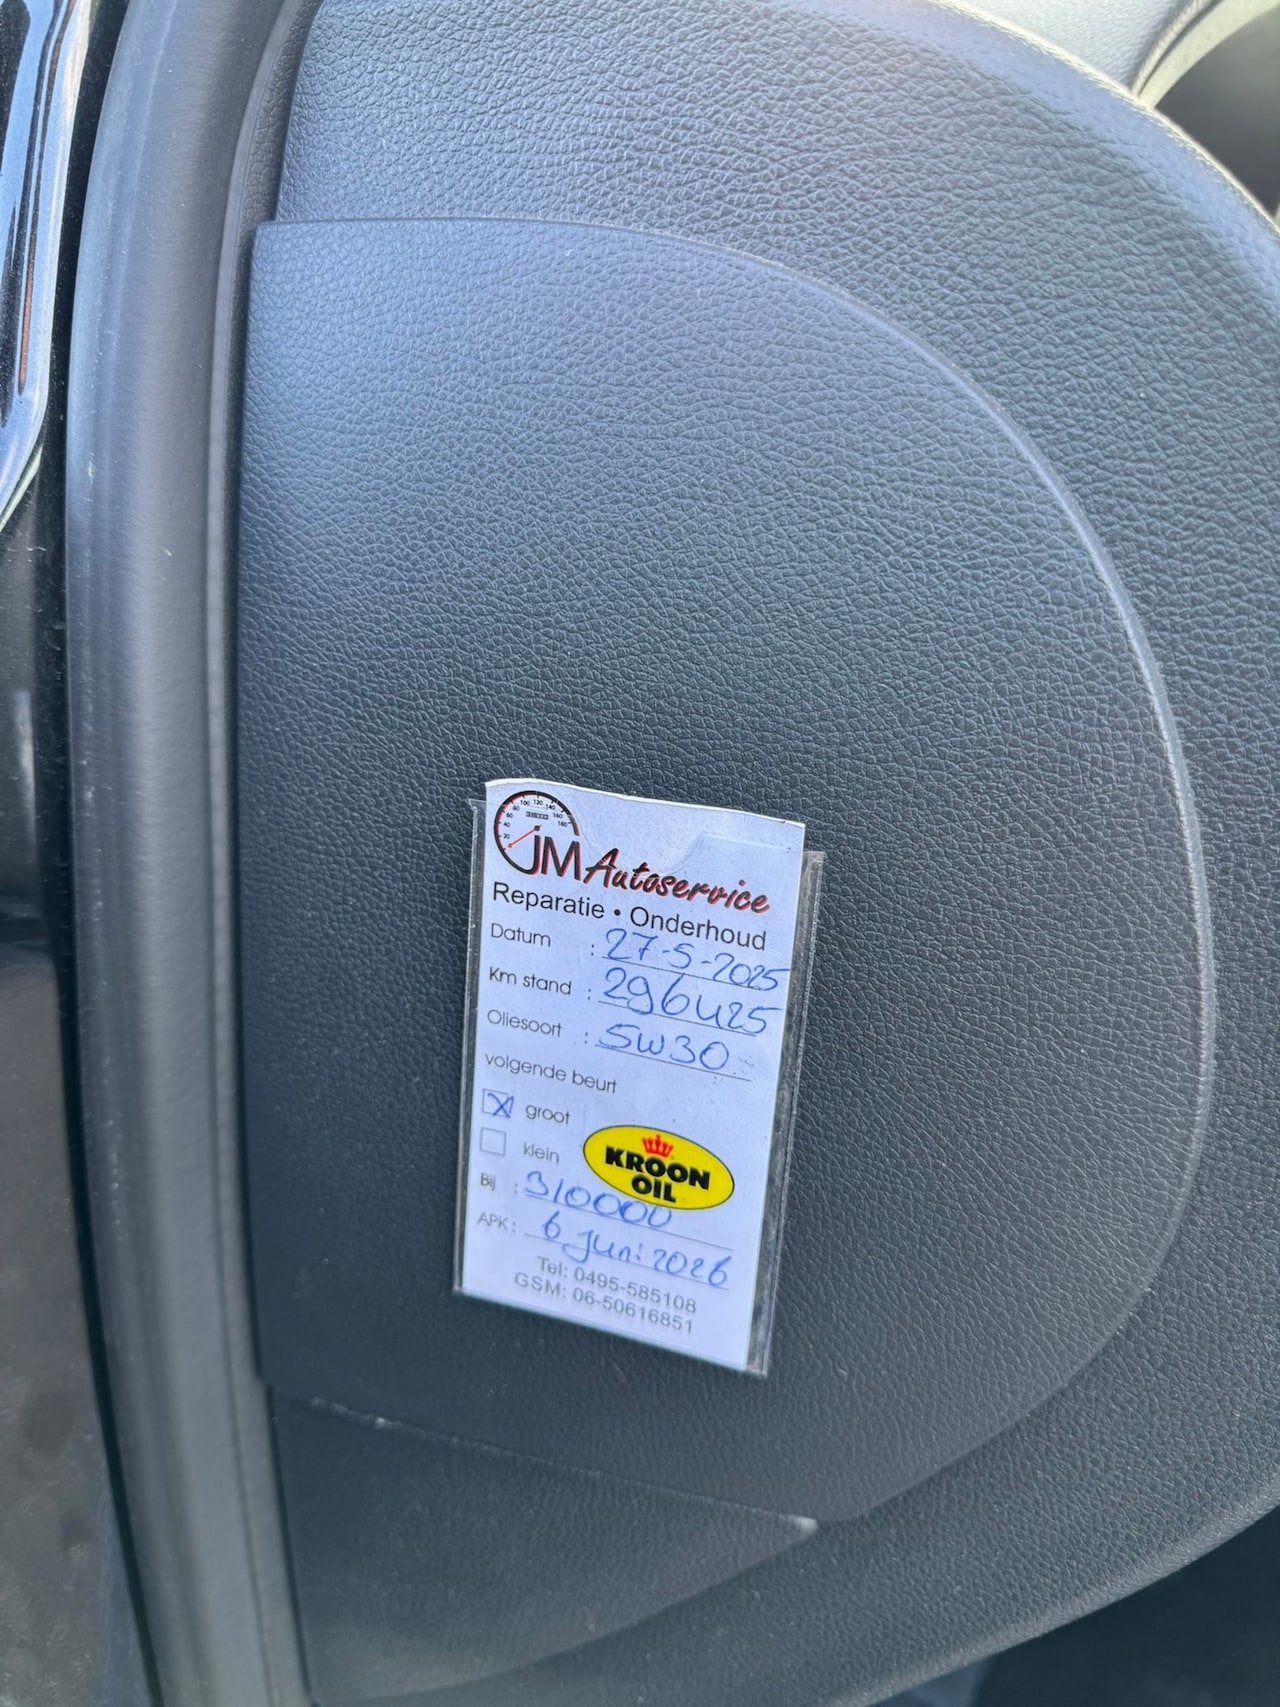 JM Autoservice
Reparatie • Onderhoud
Datum : 27-5-2025
Km stand : 296425
Oliesoort : 5W30
volgende beurt
groot
klein
KROON
OIL
Bij : 310000
APK : 6 juni 2026
Tel: 0495-585108
GSM: 06-50616851